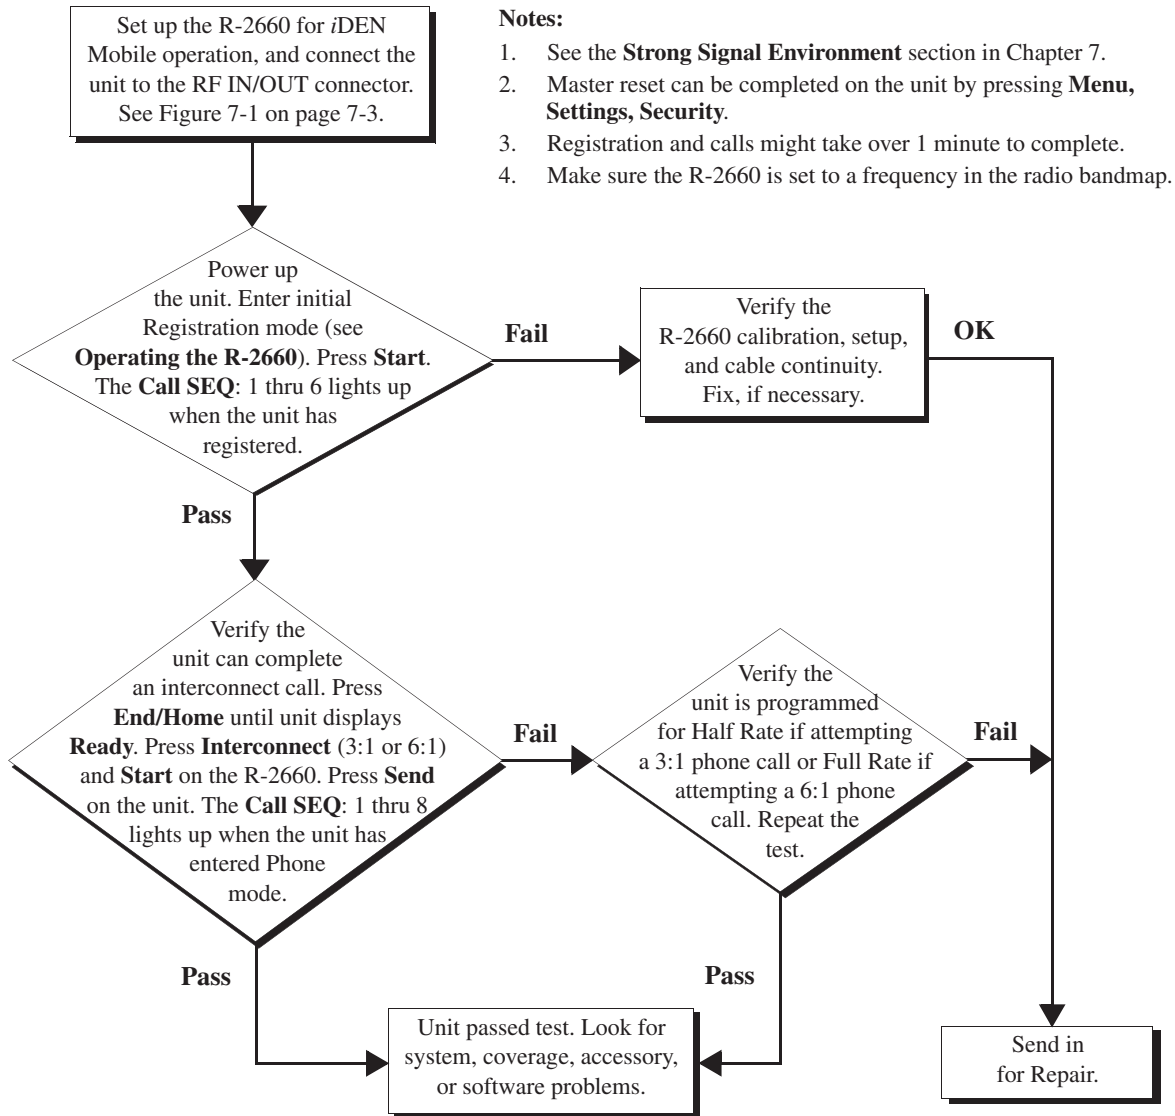 Set up the R-2660 for iDEN
Mobile operation, and connect the
unit to the RF IN/OUT connector.
See Figure 7-1 on page 7-3.
Notes:
1. See the Strong Signal Environment section in Chapter 7.
2. Master reset can be completed on the unit by pressing Menu,
Settings, Security.
3. Registration and calls might take over 1 minute to complete.
4. Make sure the R-2660 is set to a frequency in the radio bandmap.
Power up
the unit. Enter initial
Registration mode (see
Operating the R-2660). Press Start.
The Call SEQ: 1 thru 6 lights up
when the unit has
registered.
Fail
Verify the
R-2660 calibration, setup,
and cable continuity.
Fix, if necessary.
OK
Pass
Verify the
unit can complete
an interconnect call. Press
End/Home until unit displays
Ready. Press Interconnect (3:1 or 6:1)
and Start on the R-2660. Press Send
on the unit. The Call SEQ: 1 thru 8
lights up when the unit has
entered Phone
mode.
Fail
Verify the
unit is programmed
for Half Rate if attempting
a 3:1 phone call or Full Rate if
attempting a 6:1 phone
call. Repeat the
test.
Fail
Pass
Pass
Unit passed test. Look for
system, coverage, accessory,
or software problems.
Send in
for Repair.